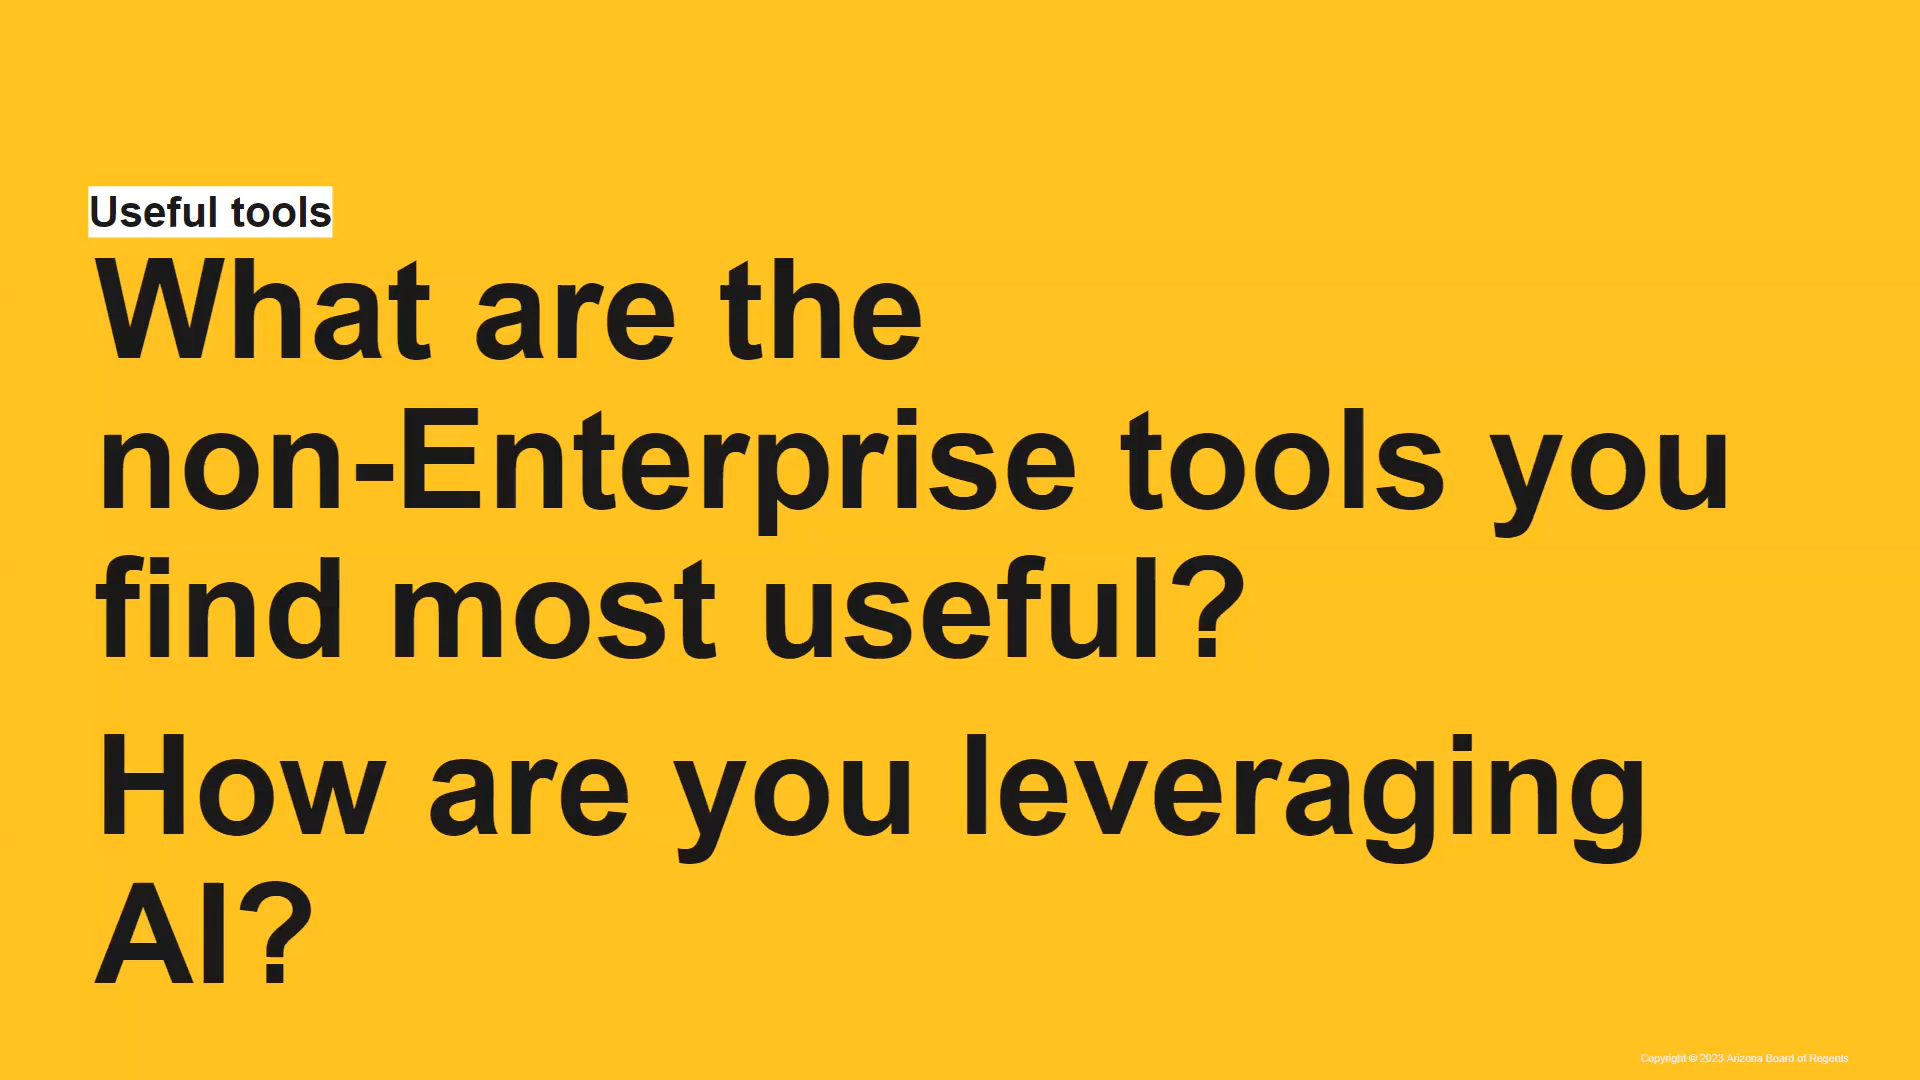 Useful tools
What are the
non-Enterprise tools you
find most useful?
How are you leveraging
AI?
Copyright © 2023 Arizona Board of Regents